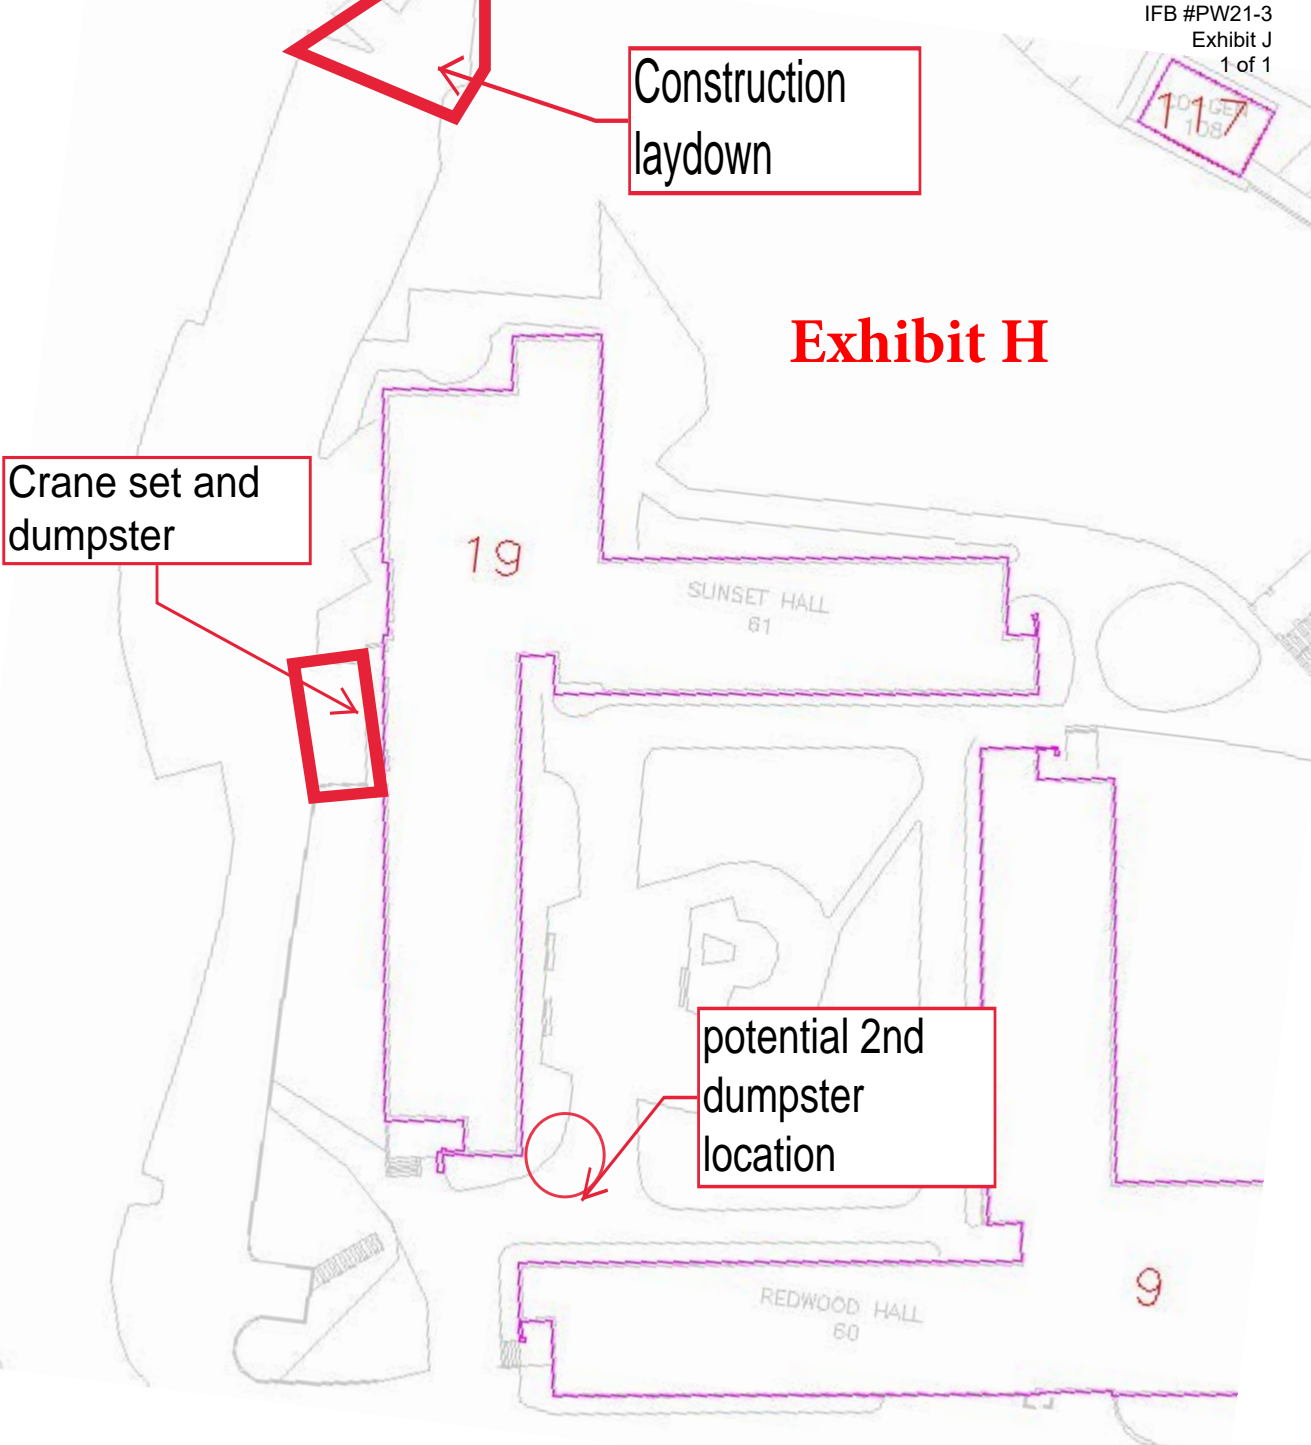 IFB #PW21-3
Exhibit J
1 of 1
Construction
laydown
117
108
Exhibit H
Crane set and
dumpster
19
SUNSET HALL
61
potential 2nd
dumpster
location
9
REDWOOD HALL
60